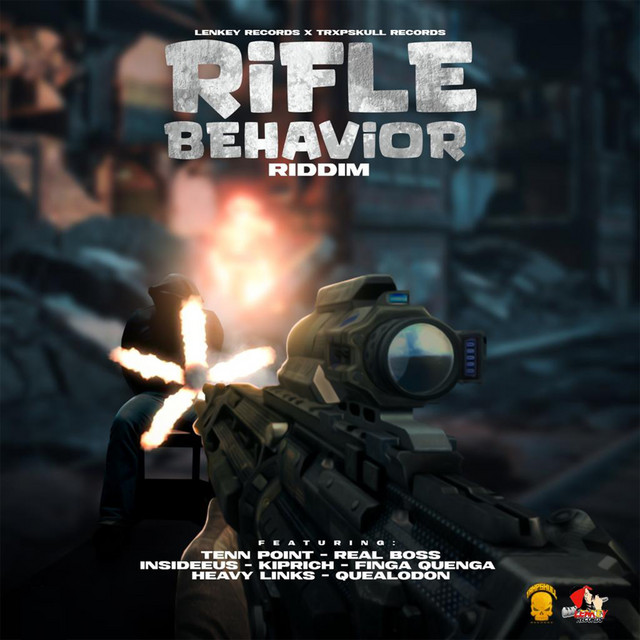 LENKEY RECORDS X TRXPSKULL RECORDS
RiFLE
BEHAViOR
RIDDIM
FEATURING:
TENN POINT - REAL BOSS
INSIDEEUS - KIPRICH - FINGA QUENGA
HEAVY LINKS - QUEALODON